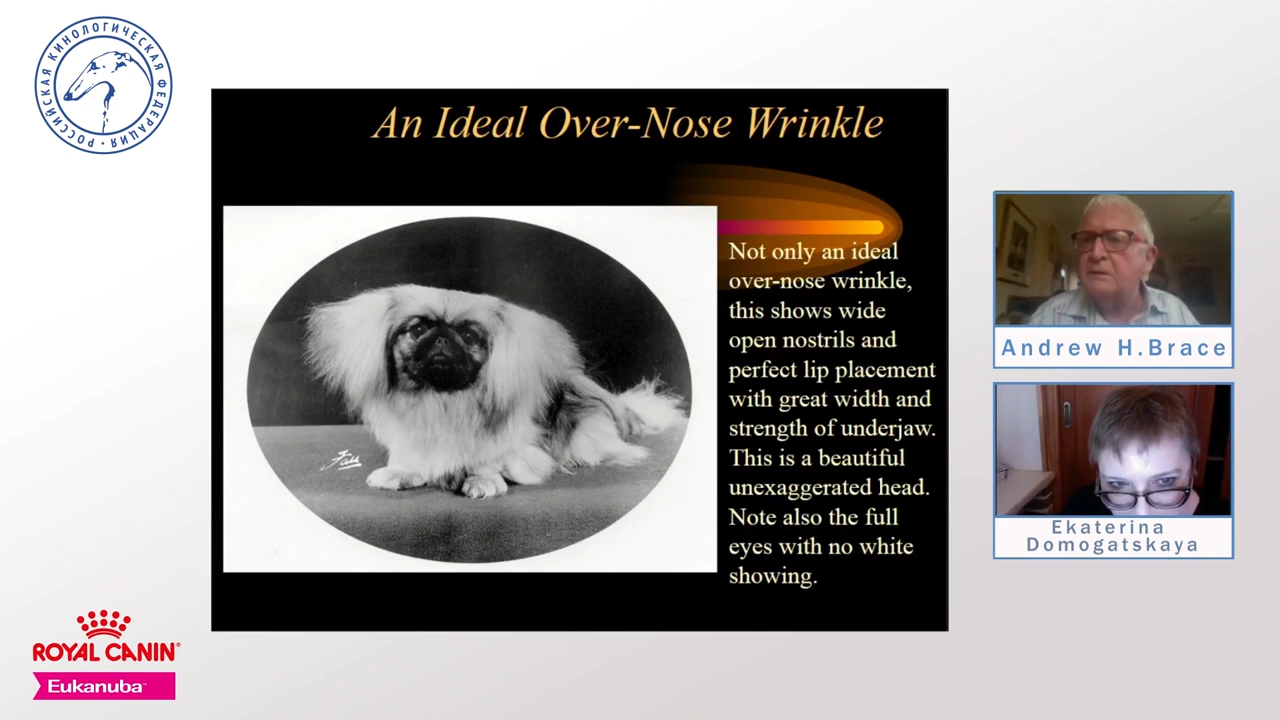 РОССИЙСКАЯ КИНОЛОГИЧЕСКАЯ ФЕДЕРАЦИЯ
An Ideal Over-Nose Wrinkle
Not only an ideal
over-nose wrinkle,
this shows wide
open nostrils and
perfect lip placement
with great width and
strength of underjaw.
This is a beautiful
unexaggerated head.
Note also the full
eyes with no white
showing.
Andrew H.Brace
Ekaterina
Domogatskaya
ROYAL CANIN
Eukanuba